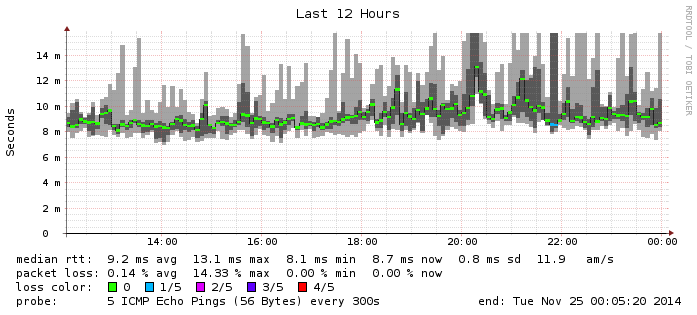 Last 12 Hours
RRDTOOL / TOBI OETIKER
Seconds
14 m
12 m
10 m
8 m
6 m
4 m
2 m
0
14:00 16:00 18:00 20:00 22:00 00:00
median rtt: 9.2 ms avg 13.1 ms max 8.1 ms min 8.7 ms now 0.8 ms sd 11.9 am/s
packet loss: 0.14 % avg 14.33 % max 0.00 % min 0.00 % now
loss color: 0 1/5 2/5 3/5 4/5
probe: 5 ICMP Echo Pings (56 Bytes) every 300s end: Tue Nov 25 00:05:20 2014